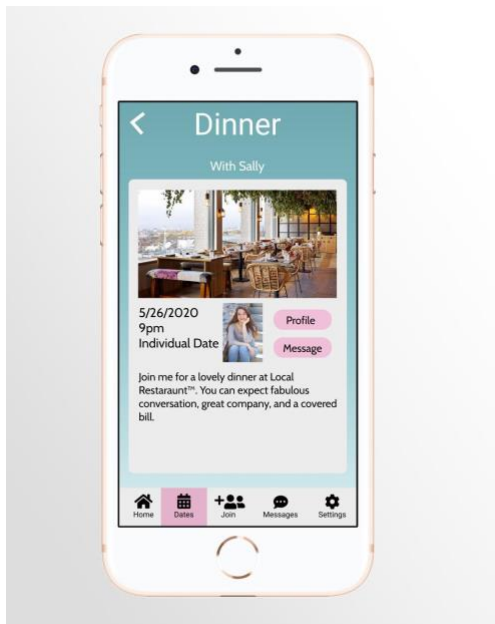 Dinner
With Sally
5/26/2020
9pm
Individual Date
Profile
Message
Join me for a lovely dinner at Local
Restaraunt™. You can expect fabulous
conversation, great company, and a covered
bill.
Home
Dates
Join
Messages
Settings